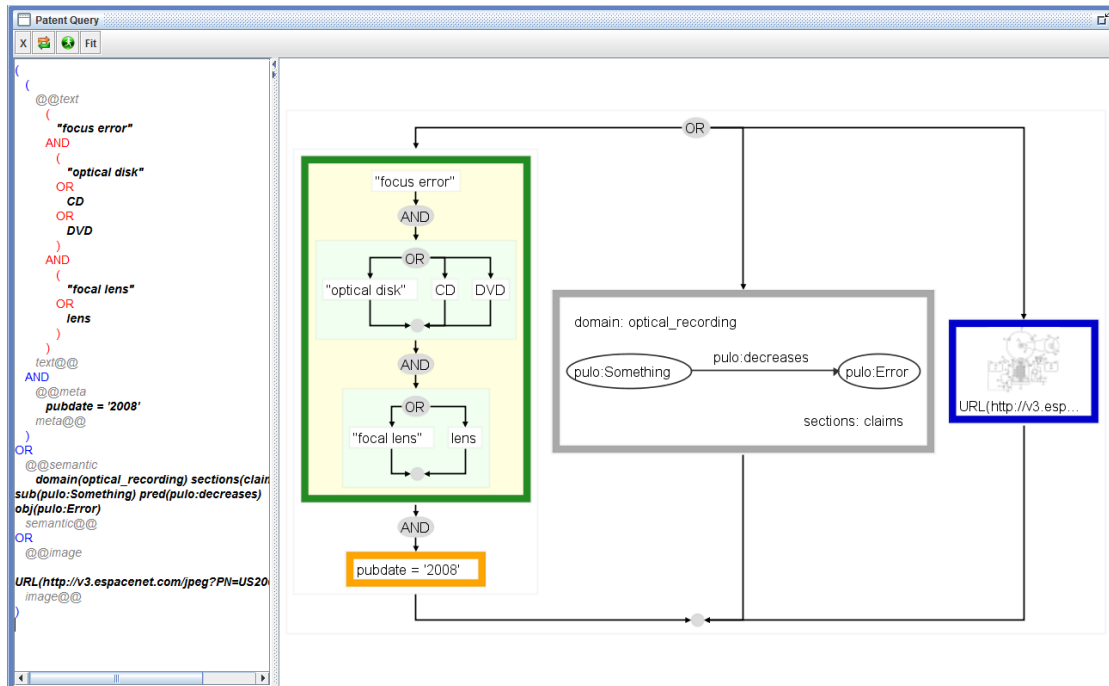 Patent Query
X Fit
(
(
@@text
(
"focus error"
AND
(
"optical disk"
OR
CD
OR
DVD
)
AND
(
"focal lens"
OR
lens
)
)
text@@
AND
@@meta
pubdate = '2008'
meta@@
)
OR
@@semantic
domain(optical_recording) sections(clain
sub(pulo:Something) pred(pulo:decreases)
obj(pulo:Error)
semantic@@
OR
@@image
URL(http://v3.espacenet.com/jpeg?PN=US20
image@@
)
OR
"focus error"
AND
OR
"optical disk" CD DVD
AND
OR
"focal lens" lens
AND
pubdate = '2008'
domain: optical_recording
pulo:decreases
pulo:Something pulo:Error
sections: claims
URL(http://v3.esp...